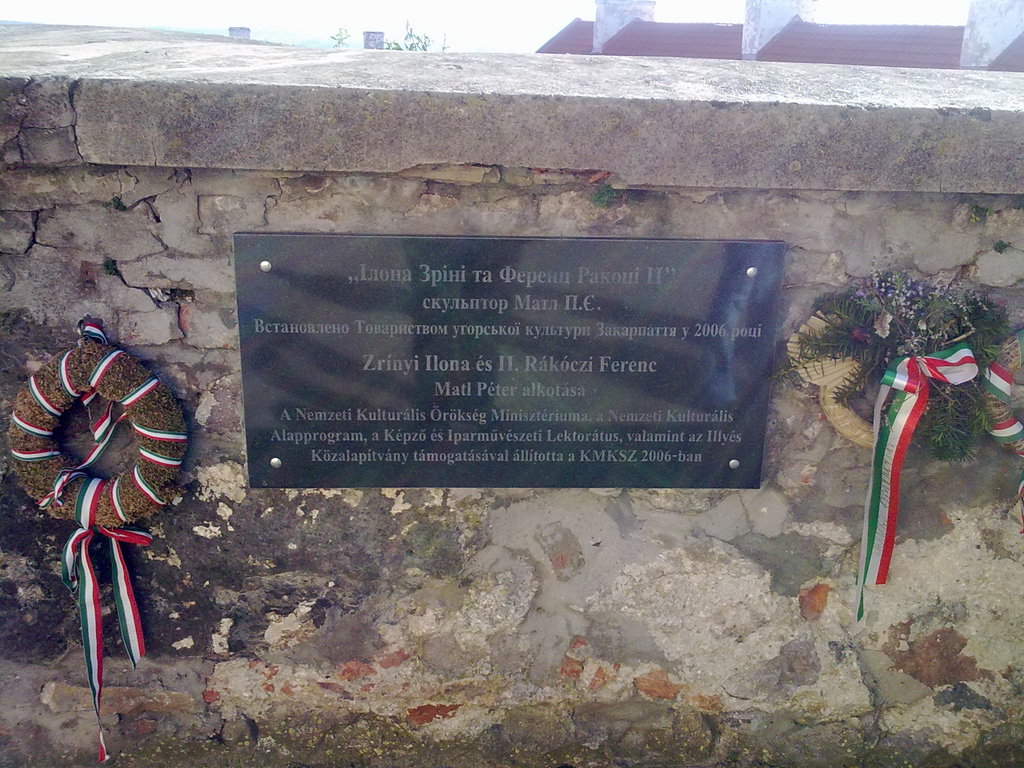 „Ілона Зріні та Ференц Ракоці ІІ”
скульптор Матл П.Є.
Встановлено Товариством угорської культури Закарпаття у 2006 році
Zrínyi Ilona és II. Rákóczi Ferenc
Matl Péter alkotása
A Nemzeti Kulturális Örökség Minisztériuma, a Nemzeti Kulturális
Alapprogram, a Képző és Iparművészeti Lektorátus, valamint az Illyés
Közalapítvány támogatásával állította a KMKSZ 2006-ban